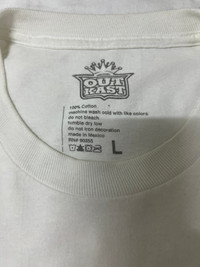 OUT
KAST
100% Cotton
machine wash cold with like colors
do not bleach
tumble dry low
do not iron decoration
made in Mexico
L